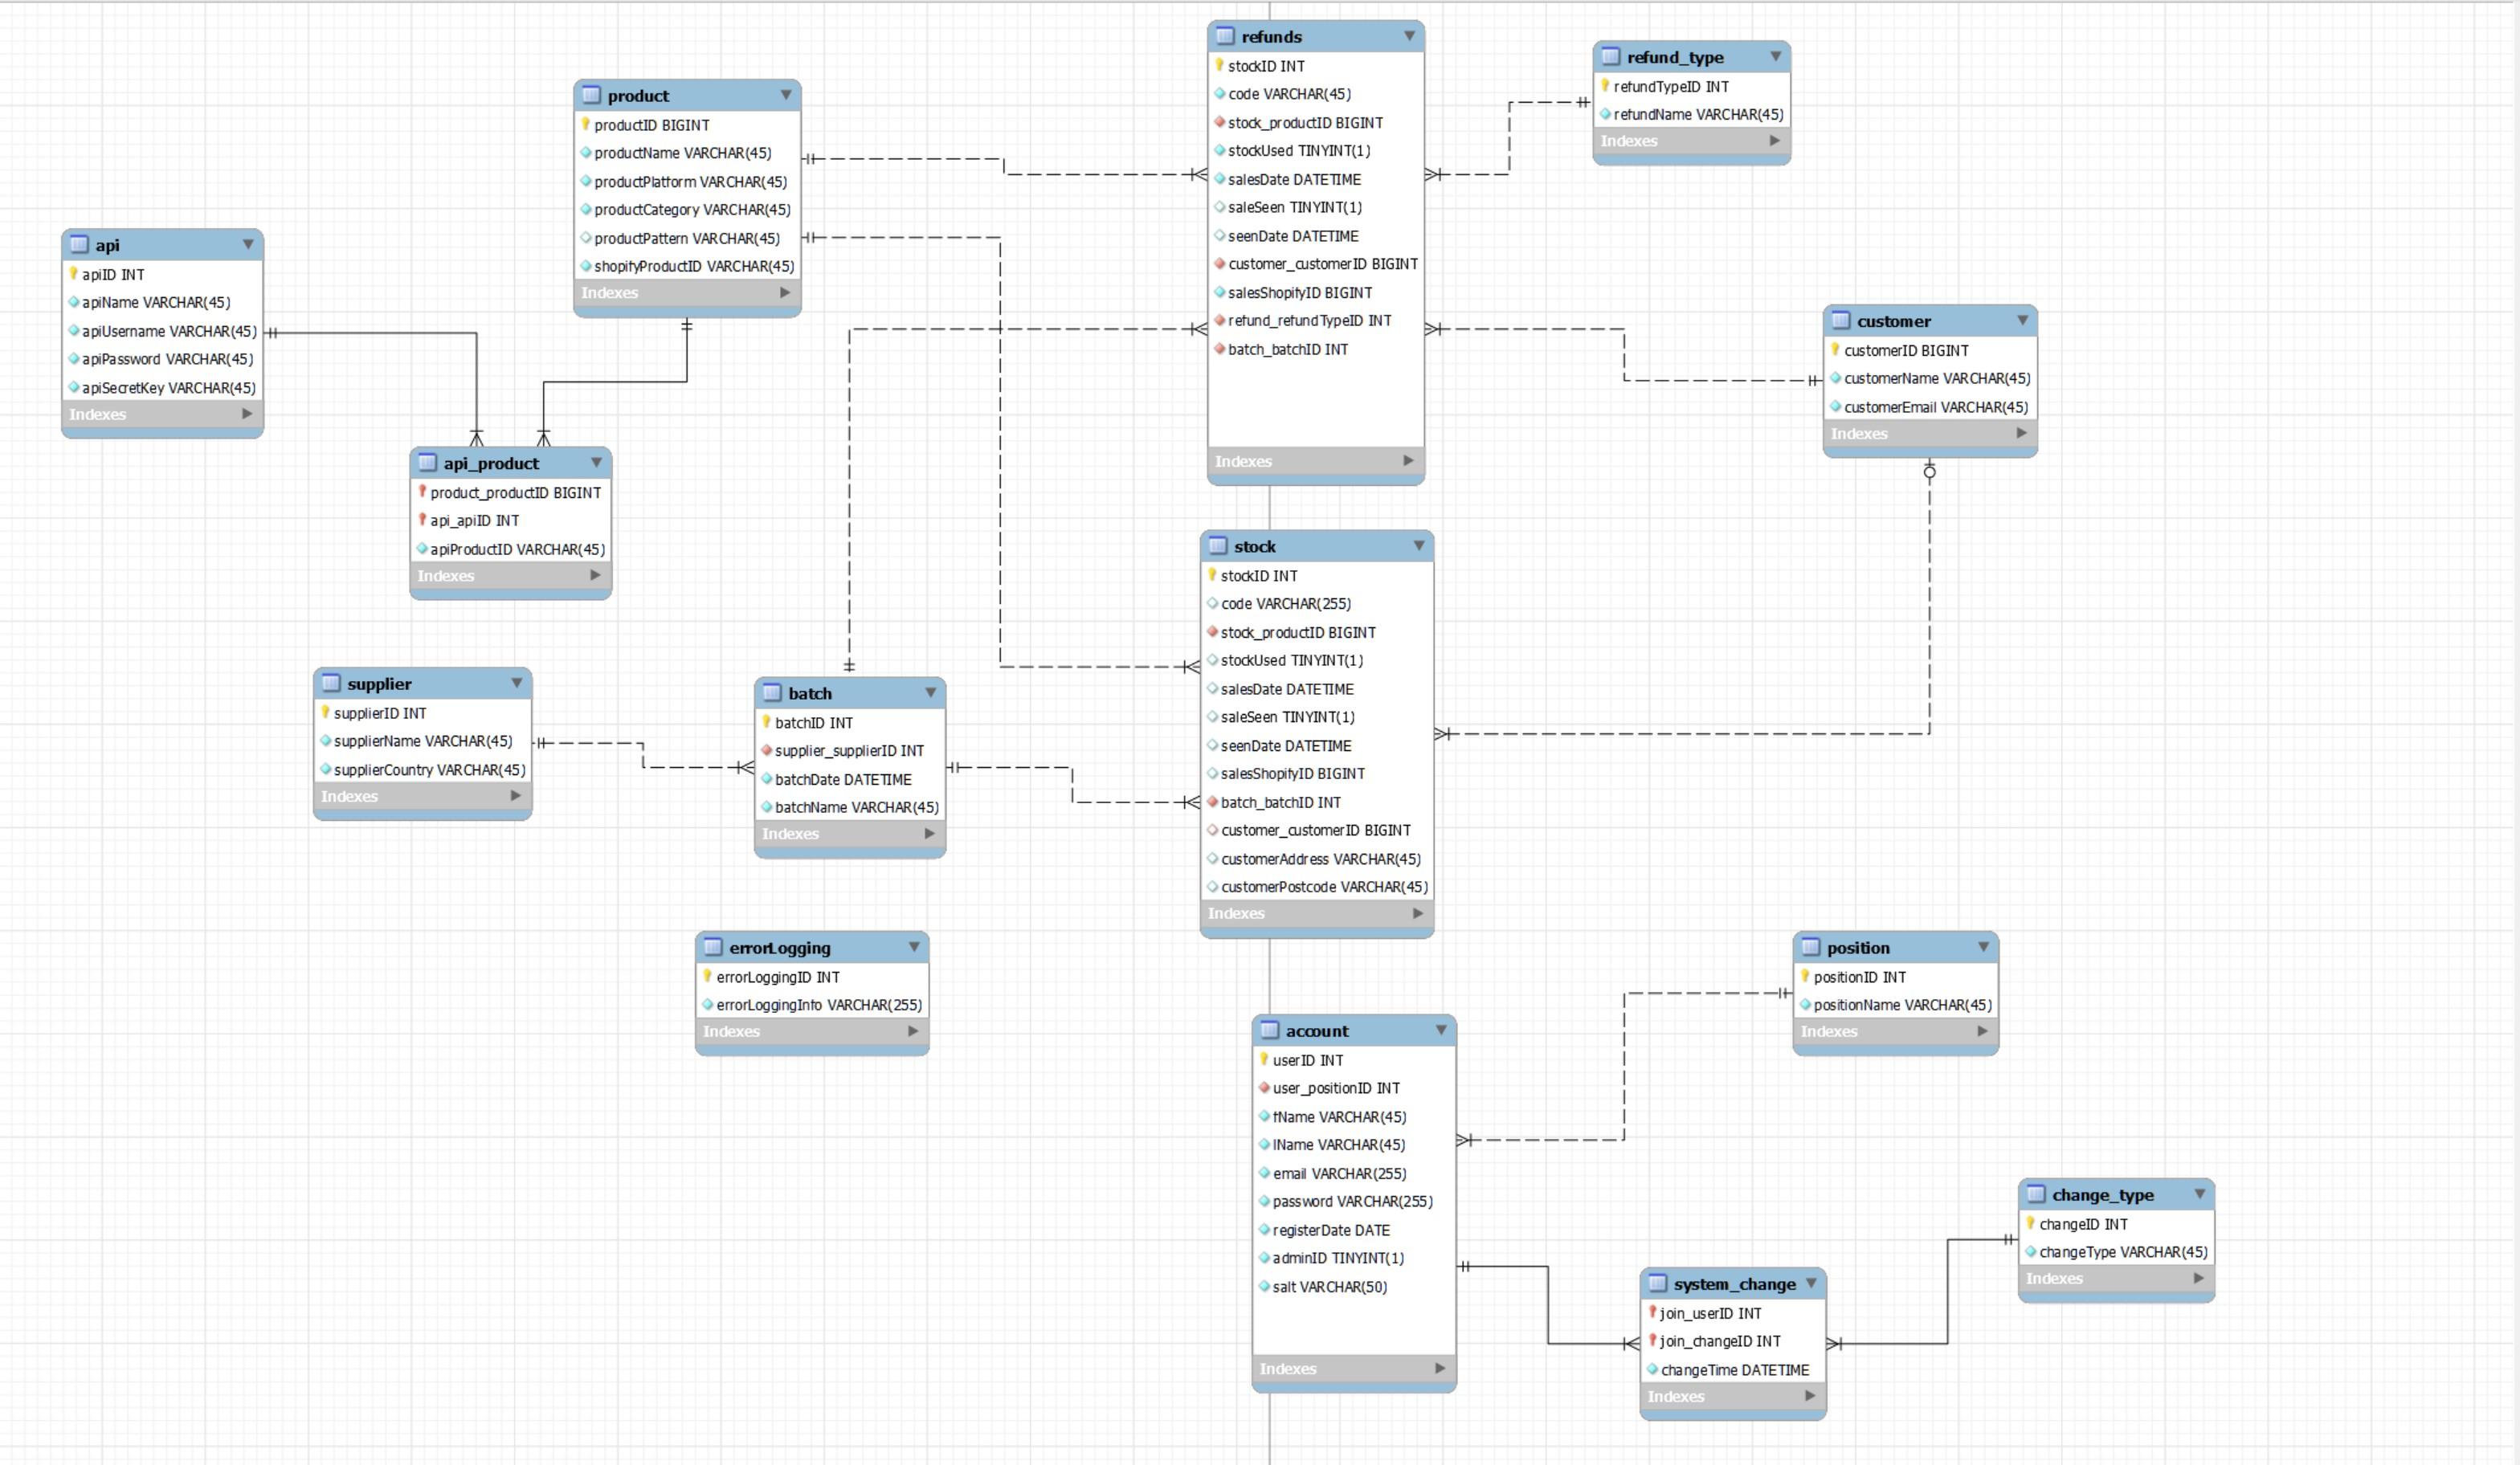 refunds
stockID INT
code VARCHAR(45)
stock_productID BIGINT
stockUsed TINYINT(1)
salesDate DATETIME
saleSeen TINYINT(1)
seenDate DATETIME
customer_customerID BIGINT
salesShopifyID BIGINT
refund_refundTypeID INT
batch_batchID INT
Indexes
refund_type
refundTypeID INT
refundName VARCHAR(45)
Indexes
product
productID BIGINT
productName VARCHAR(45)
productPlatform VARCHAR(45)
productCategory VARCHAR(45)
productPattern VARCHAR(45)
shopifyProductID VARCHAR(45)
Indexes
api
apiID INT
apiName VARCHAR(45)
apiUsername VARCHAR(45)
apiPassword VARCHAR(45)
apiSecretKey VARCHAR(45)
Indexes
customer
customerID BIGINT
customerName VARCHAR(45)
customerEmail VARCHAR(45)
Indexes
api_product
product_productID BIGINT
api_apiID INT
apiProductID VARCHAR(45)
Indexes
stock
stockID INT
code VARCHAR(255)
stock_productID BIGINT
stockUsed TINYINT(1)
salesDate DATETIME
saleSeen TINYINT(1)
seenDate DATETIME
salesShopifyID BIGINT
batch_batchID INT
customer_customerID BIGINT
customerAddress VARCHAR(45)
customerPostcode VARCHAR(45)
Indexes
supplier
supplierID INT
supplierName VARCHAR(45)
supplierCountry VARCHAR(45)
Indexes
batch
batchID INT
supplier_supplierID INT
batchDate DATETIME
batchName VARCHAR(45)
Indexes
errorLogging
errorLoggingID INT
errorLoggingInfo VARCHAR(255)
Indexes
position
positionID INT
positionName VARCHAR(45)
Indexes
account
userID INT
user_positionID INT
fName VARCHAR(45)
lName VARCHAR(45)
email VARCHAR(255)
password VARCHAR(255)
registerDate DATE
adminID TINYINT(1)
salt VARCHAR(50)
Indexes
change_type
changeID INT
changeType VARCHAR(45)
Indexes
system_change
join_userID INT
join_changeID INT
changeTime DATETIME
Indexes